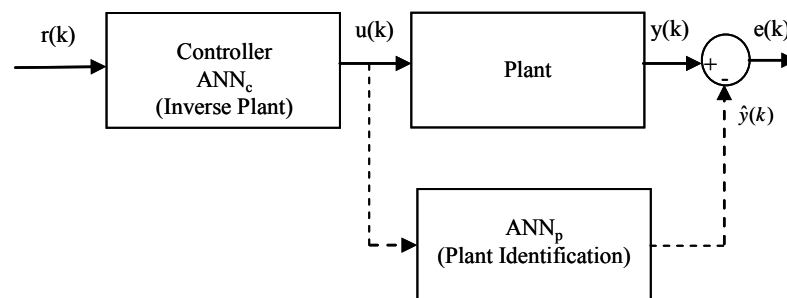 r(k)
Controller
ANNc
(Inverse Plant)
u(k)
Plant
y(k)
+
-
e(k)
ŷ(k)
ANNp
(Plant Identification)